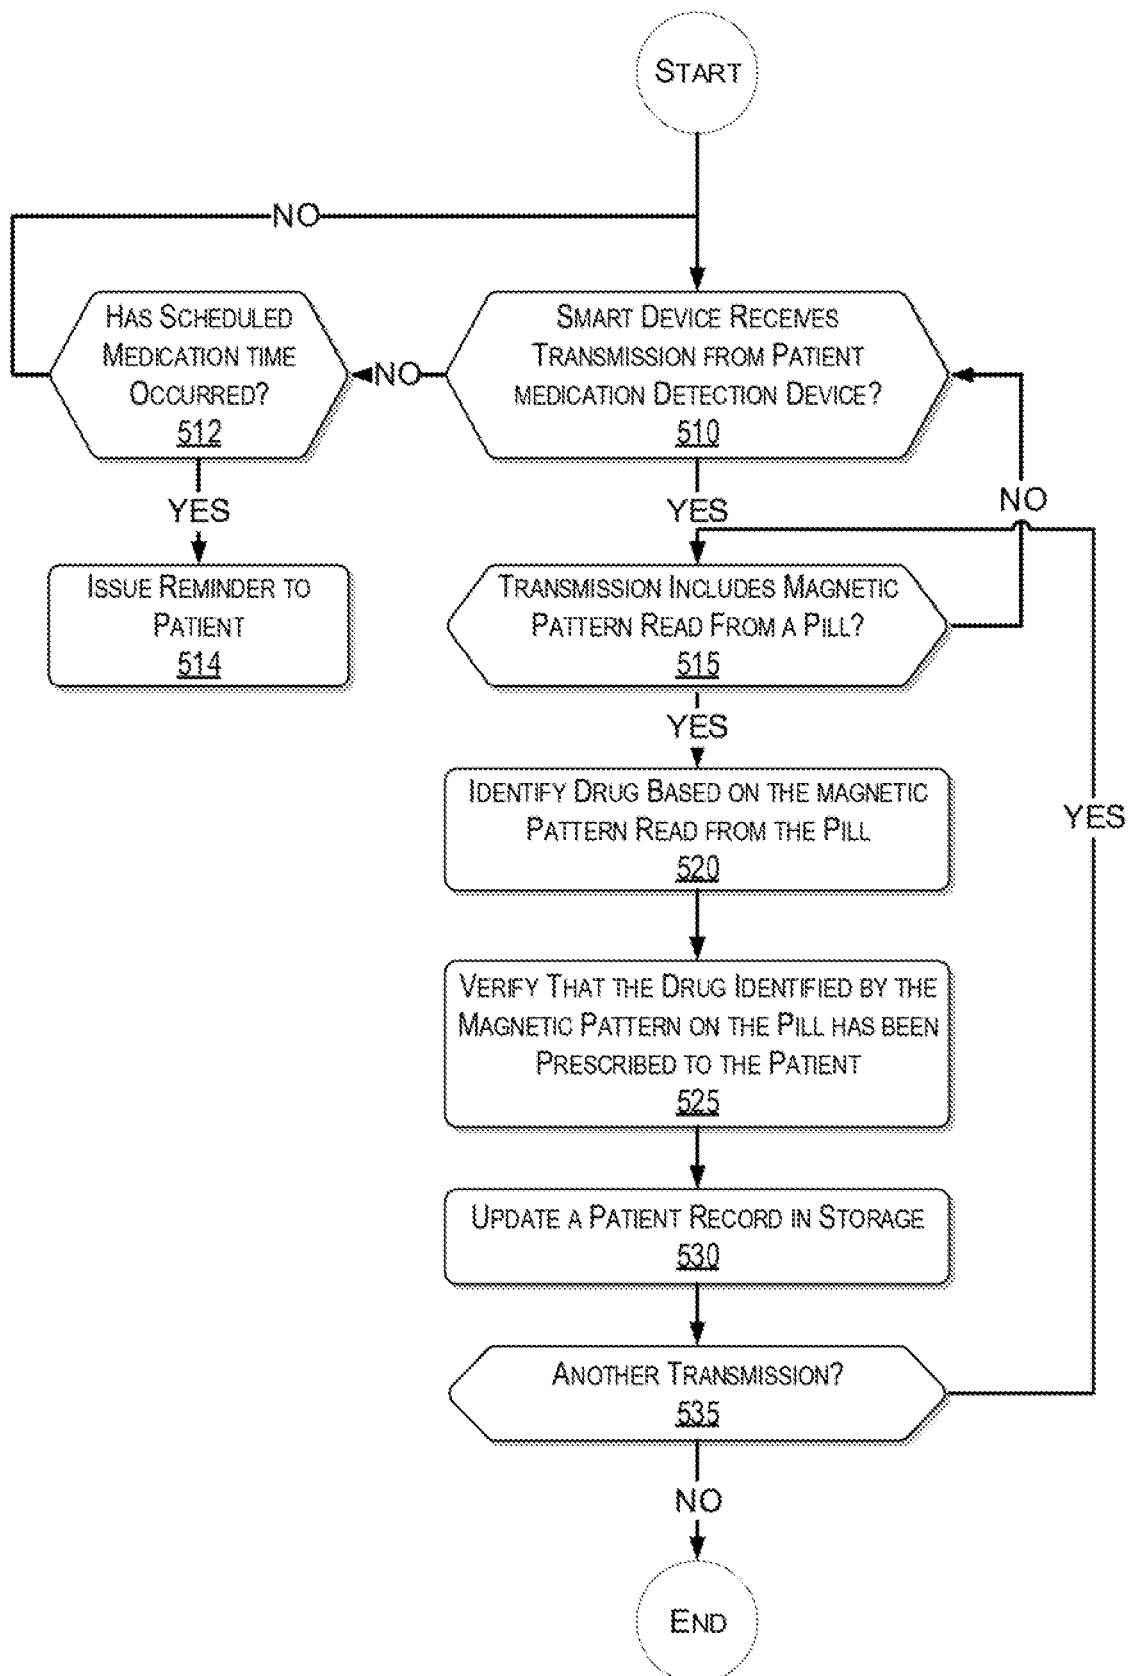 START
NO
HAS SCHEDULED
MEDICATION TIME
OCCURRED?
512
NO
SMART DEVICE RECEIVES
TRANSMISSION FROM PATIENT
MEDICATION DETECTION DEVICE?
510
YES
YES
NO
ISSUE REMINDER TO
PATIENT
514
TRANSMISSION INCLUDES MAGNETIC
PATTERN READ FROM A PILL?
515
YES
IDENTIFY DRUG BASED ON THE MAGNETIC
PATTERN READ FROM THE PILL
520
YES
VERIFY THAT THE DRUG IDENTIFIED BY THE
MAGNETIC PATTERN ON THE PILL HAS BEEN
PRESCRIBED TO THE PATIENT
525
UPDATE A PATIENT RECORD IN STORAGE
530
ANOTHER TRANSMISSION?
535
NO
END